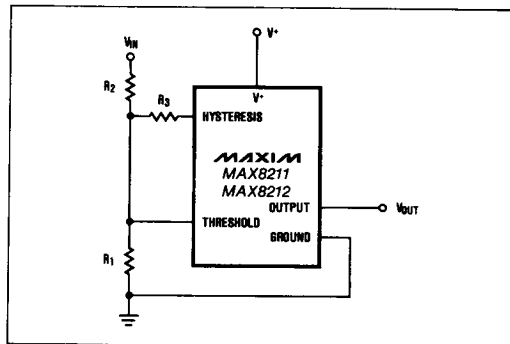 V⁺
VIN
R2
R3
V⁺
HYSTERESIS
MAXIM
MAX8211
MAX8212
OUTPUT
VOUT
THRESHOLD
GROUND
R1